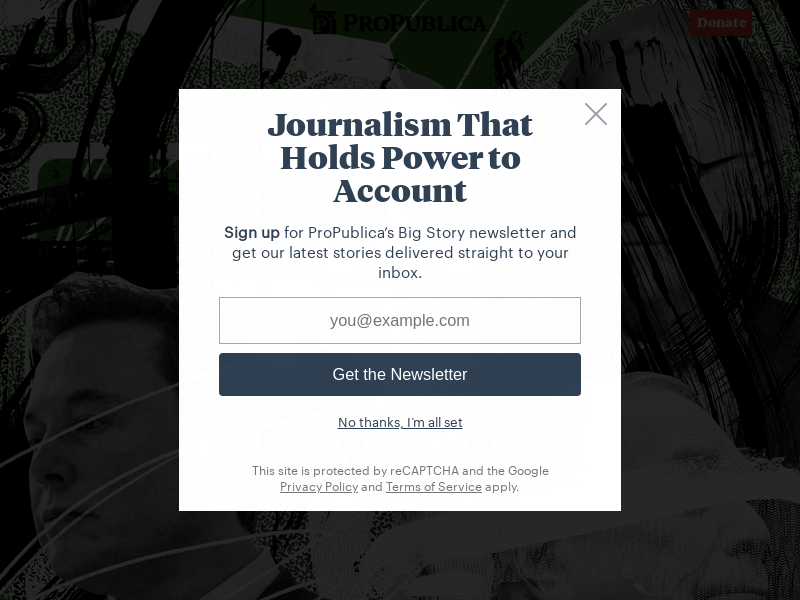 ProPublica
Donate
Journalism That
Holds Power to
Account
Sign up for ProPublica’s Big Story newsletter and
get our latest stories delivered straight to your
inbox.
you@example.com
Get the Newsletter
No thanks, I’m all set
This site is protected by reCAPTCHA and the Google
Privacy Policy and Terms of Service apply.